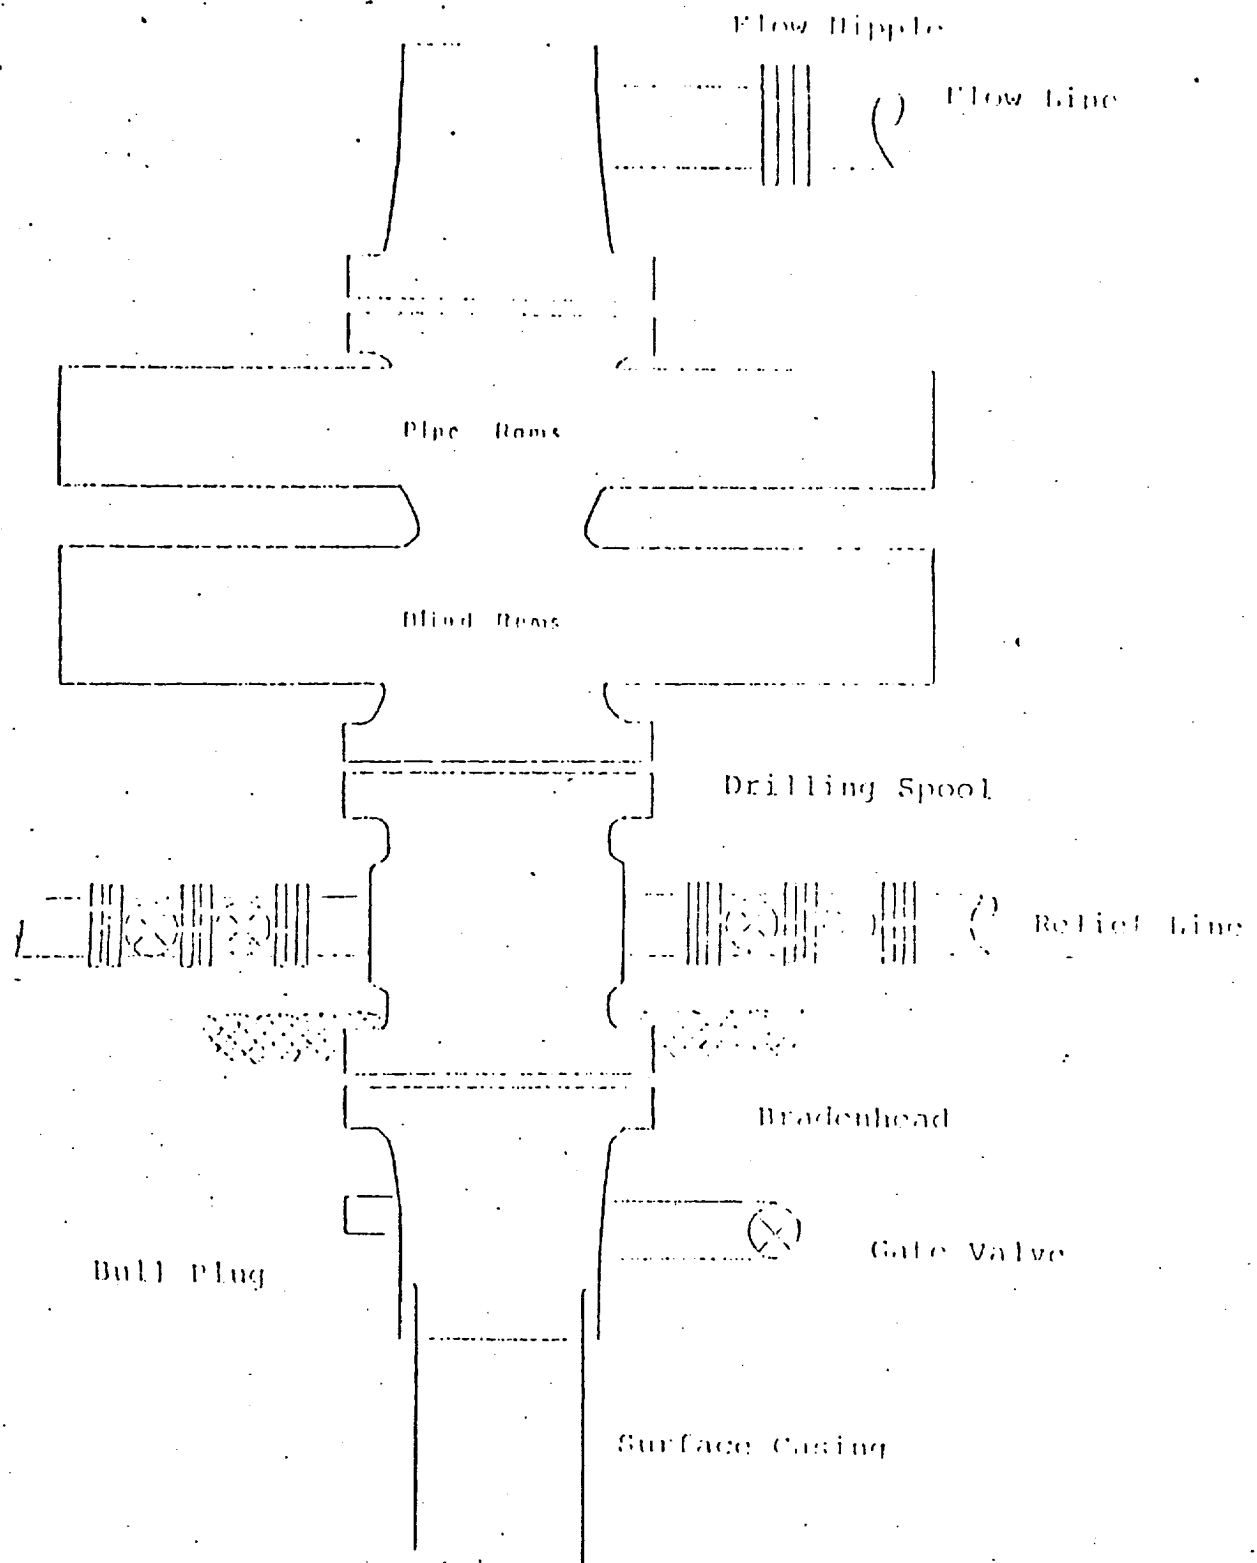 Flow Nipple
Flow Line
Pipe Rams
Blind Rams
Drilling Spool
Relief Line
Bradenhead
Gate Valve
Bull Plug
Surface Casing